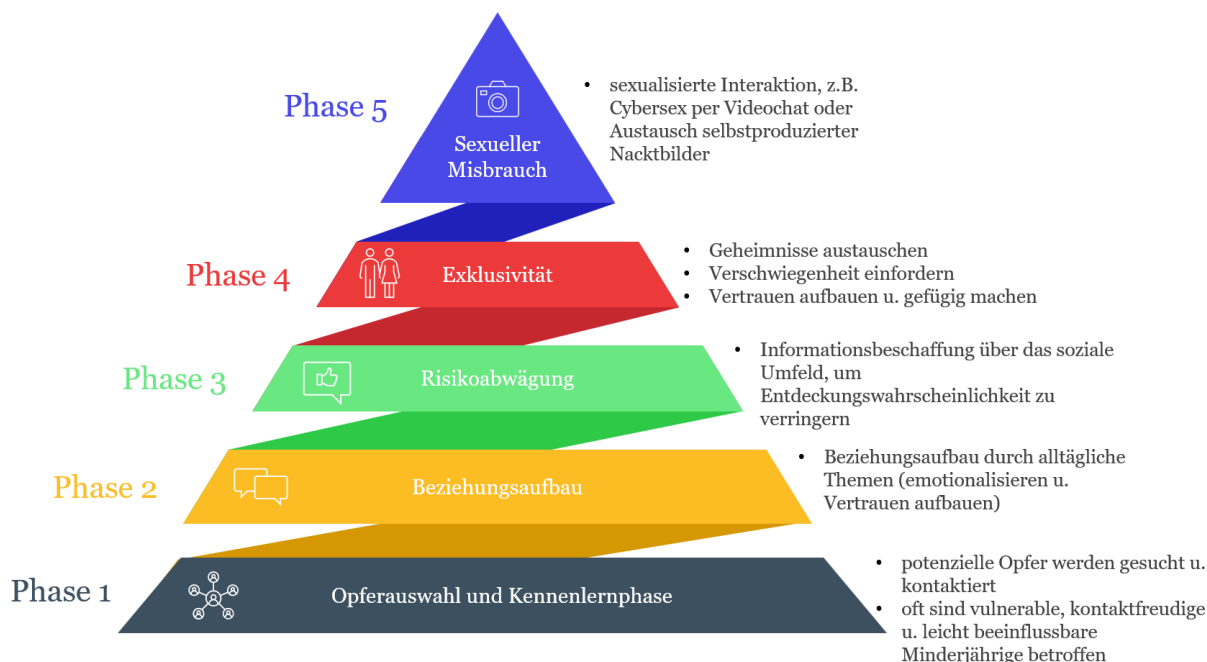 Phase 5
Sexueller
Misbrauch
• sexualisierte Interaktion, z.B.
Cybersex per Videochat oder
Austausch selbstproduzierter
Nacktbilder
Phase 4
Exklusivität
• Geheimnisse austauschen
• Verschwiegenheit einfordern
• Vertrauen aufbauen u. gefügig machen
Phase 3
Risikoabwägung
• Informationsbeschaffung über das soziale
Umfeld, um
Entdeckungswahrscheinlichkeit zu
verringern
Phase 2
Beziehungsaufbau
• Beziehungsaufbau durch alltägliche
Themen (emotionalisieren u.
Vertrauen aufbauen)
Phase 1
Opferauswahl und Kennenlernphase
• potenzielle Opfer werden gesucht u.
kontaktiert
• oft sind vulnerable, kontaktfreudige
u. leicht beeinflussbare
Minderjährige betroffen